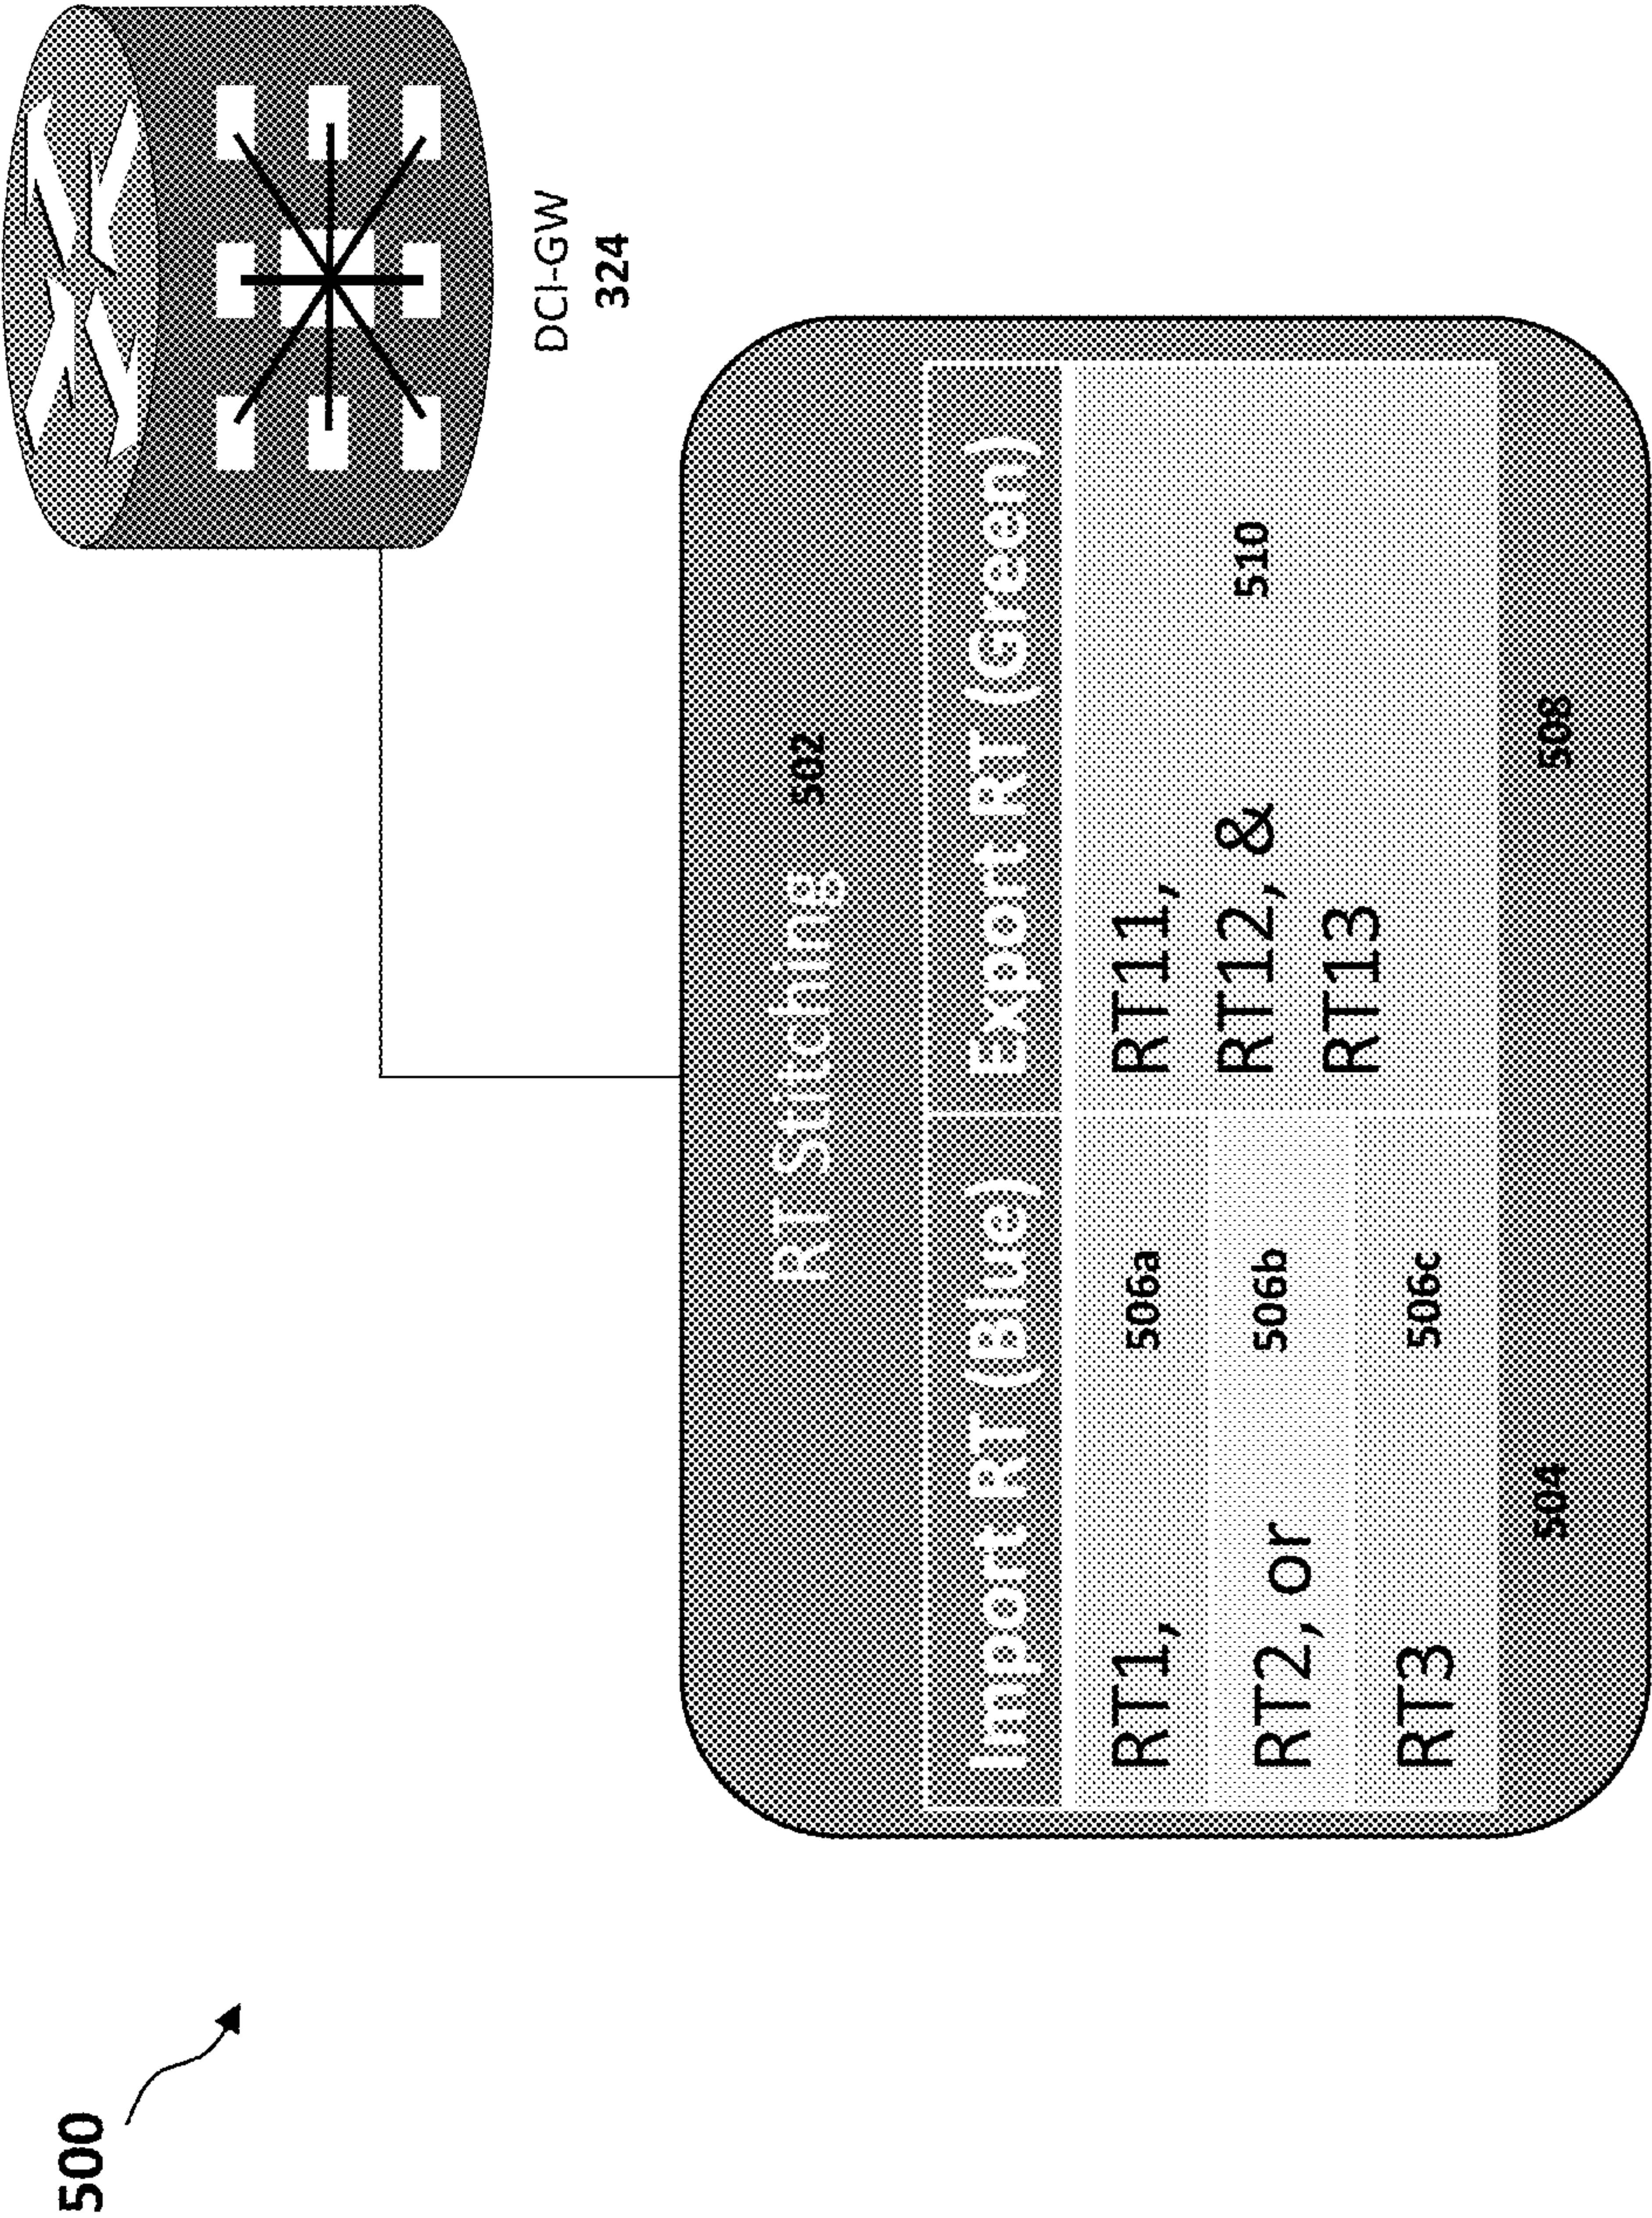 500
DCI-GW
324
RT Stitching 502
Import RT (Blue) Export RT (Green)
RT1, 506a
RT2, or 506b
RT3 506c
RT11,
RT12, &
RT13
510
504
508